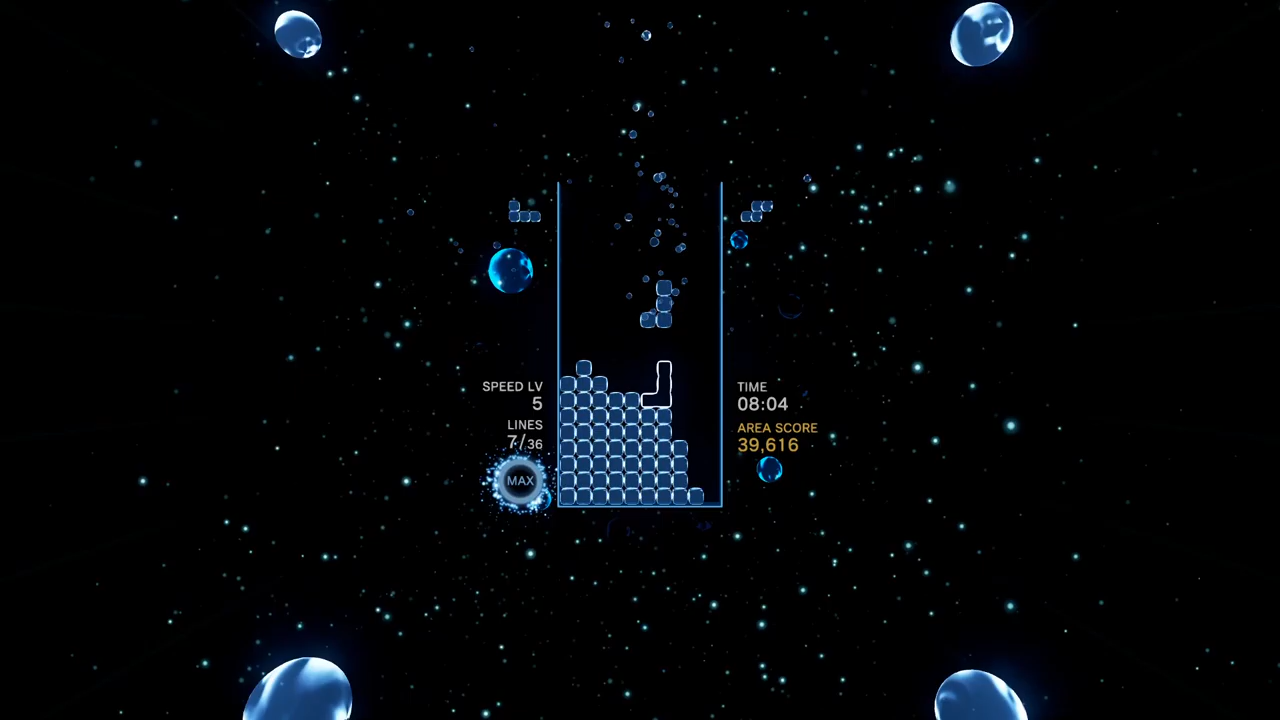 SPEED LV
5
LINES
7/36
MAX
TIME
08:04
AREA SCORE
39,616